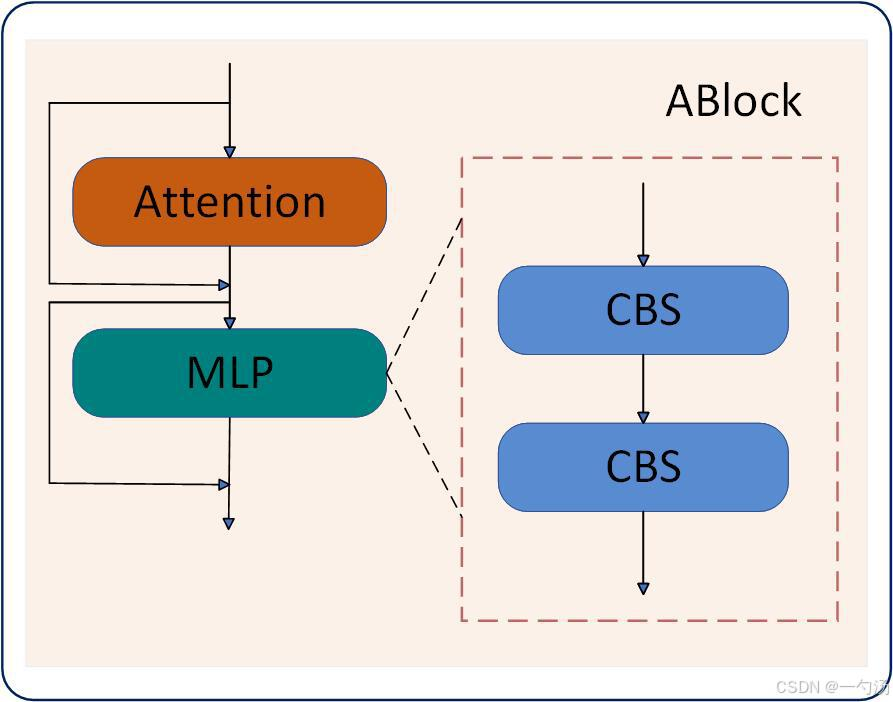 ABlock
Attention
MLP
CBS
CBS
CSDN @一勺汤